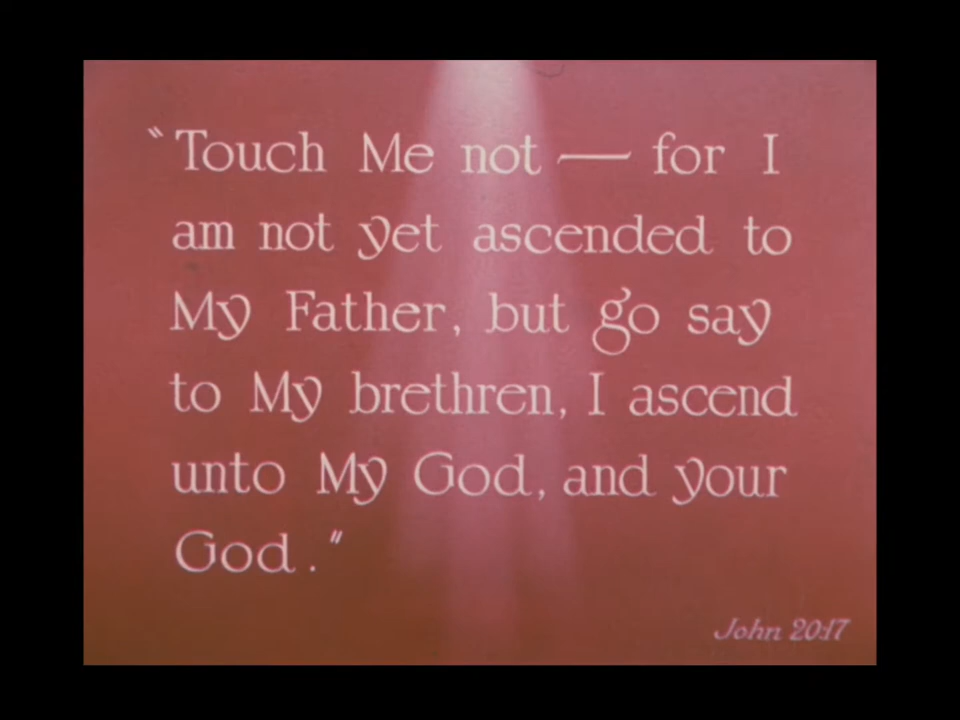 “Touch Me not — for I
am not yet ascended to
My Father, but go say
to My brethren, I ascend
unto My God, and your
God.”
John 20:17